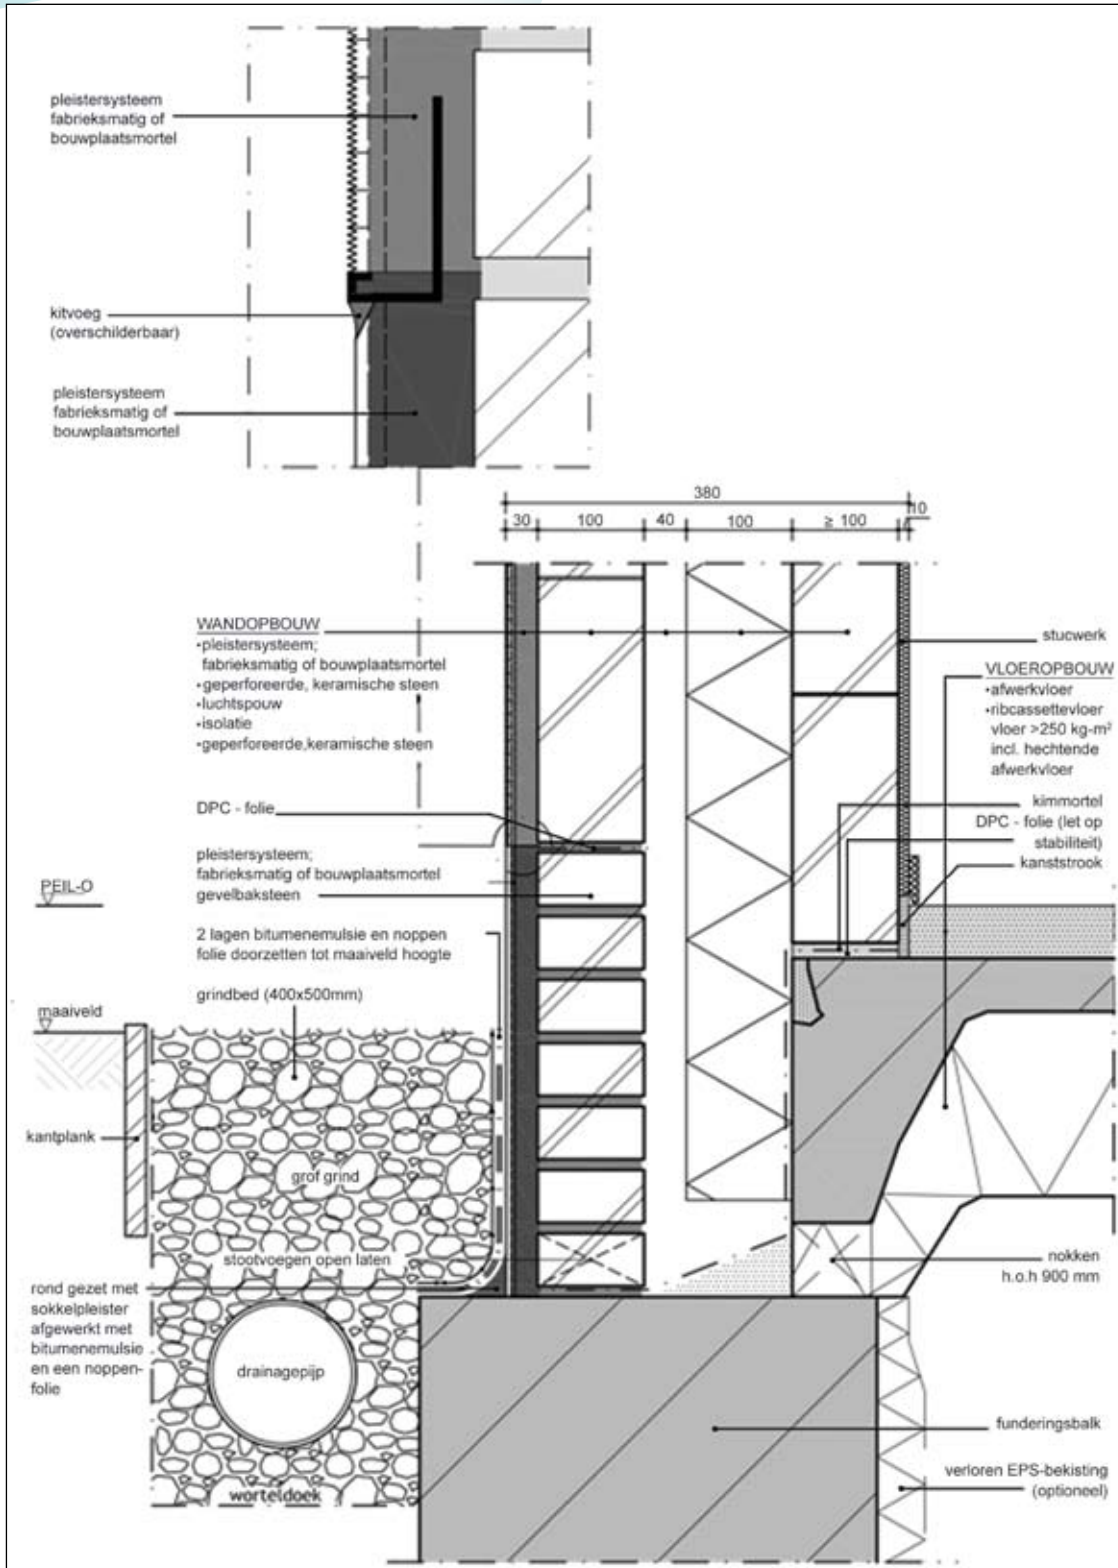 pleistersysteem
fabrieksmatig of
bouwplaatsmortel
kitvoeg
(overschilderbaar)
pleistersysteem
fabrieksmatig of
bouwplaatsmortel
380
30 100 40 100 ≥ 100 10
WANDOPBOUW
•pleistersysteem;
fabrieksmatig of bouwplaatsmortel
•geperforeerde, keramische steen
•luchtspouw
•isolatie
•geperforeerde,keramische steen
DPC - folie
pleistersysteem;
fabrieksmatig of bouwplaatsmortel
gevelbaksteen
PEIL-O
2 lagen bitumenemulsie en noppen
folie doorzetten tot maaiveld hoogte
grindbed (400x500mm)
maaiveld
kantplank
grof grind
stootvoegen open laten
rond gezet met
sokkelpleister
afgewerkt met
bitumenemulsie
en een noppen-
folie
drainagepijp
worteldoek
stucwerk
VLOEROPBOUW
•afwerkvloer
•ribcassettevloer
vloer >250 kg-m²
incl. hechtende
afwerkvloer
kimmortel
DPC - folie (let op
stabiliteit)
kanststrook
nokken
h.o.h 900 mm
funderingsbalk
verloren EPS-bekisting
(optioneel)